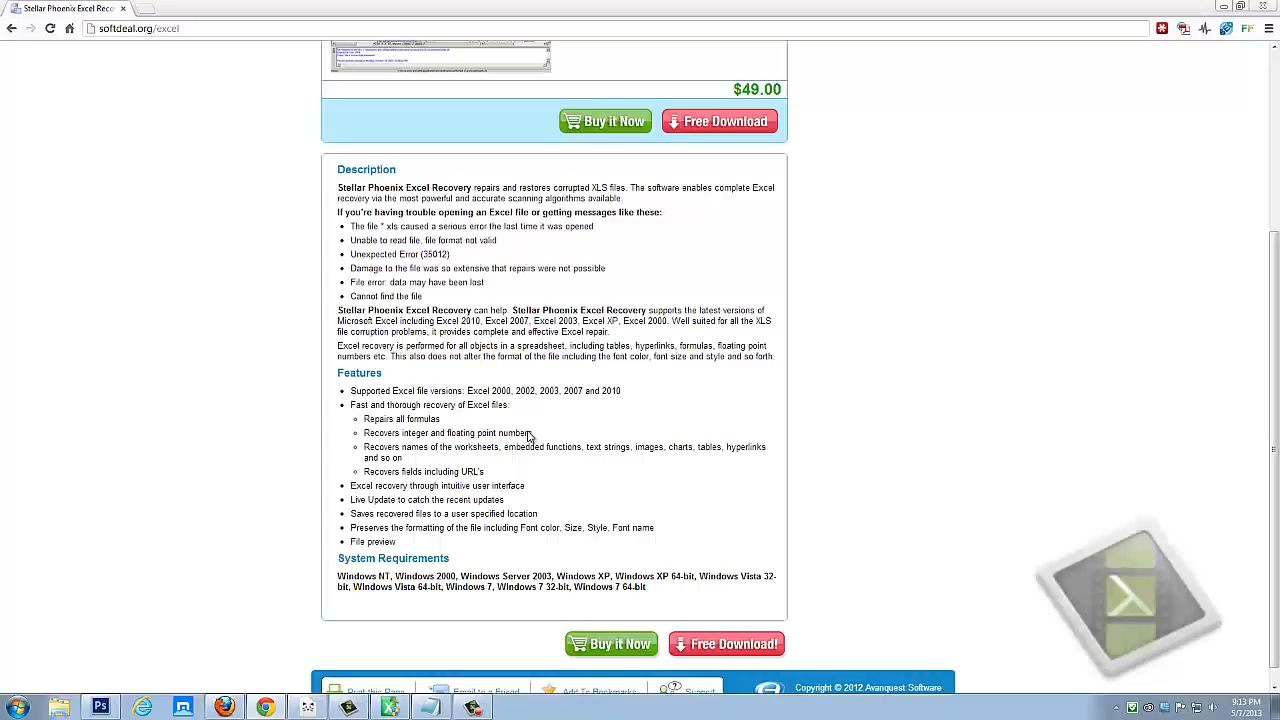 Stellar Phoenix Excel Reco
softdeal.org/excel
$49.00
Buy it Now
Free Download
Description
Stellar Phoenix Excel Recovery repairs and restores corrupted XLS files. The software enables complete Excel
recovary via the most powerful and accurate scanning algorithms available.
If you're having trouble opening an Excel file or getting messages like these:
• The file *.xls caused a serious error the last time it was opened
• Unable to read file, file format not valid
• Unexpected Error (35012)
• Damage to the file was so extensive that repairs were not possible
• File error: data may have been lost
• Cannot find the file
Stellar Phoenix Excel Recovery can help. Stellar Phoenix Excel Recovery supports the latest versions of
Microsoft Excel including Excel 2010, Excel 2007, Excel 2003, Excel XP, Excel 2000. Well suited for all the XLS
file corruption problems, it provides complete and effective Excel repair.
Excel recovery is performed for all objects in a spreadsheet, including tables, hyperlinks, formulas, floating point
numbers etc. This also does not alter the format of the file including the font color, font size and style and so forth.
Features
• Supported Excel file versions: Excel 2000, 2002, 2003, 2007 and 2010
• Fast and thorough recovery of Excel files:
Repairs all formulas
Recovers integer and floating point numbers
Recovers names of the worksheets, embedded functions, text strings, images, charts, tables, hyperlinks
and so on
Recovers fields including URL's
• Excel recovery through intuitive user interface
• Live Update to catch the recent updates
• Saves recovered files to a user specified location
• Preserves the formatting of the file including Font color, Size, Style, Font name
• File preview
System Requirements
Windows NT, Windows 2000, Windows Server 2003, Windows XP, Windows XP 64-bit, Windows Vista 32-
bit, Windows Vista 64-bit, Windows 7, Windows 7 32-bit, Windows 7 64-bit
Buy it Now
Free Download!
Print this Page
Email to a Friend
Add To Bookmarks
Support
Copyright © 2012 Avanquest Software
9:13 PM
5/7/2013